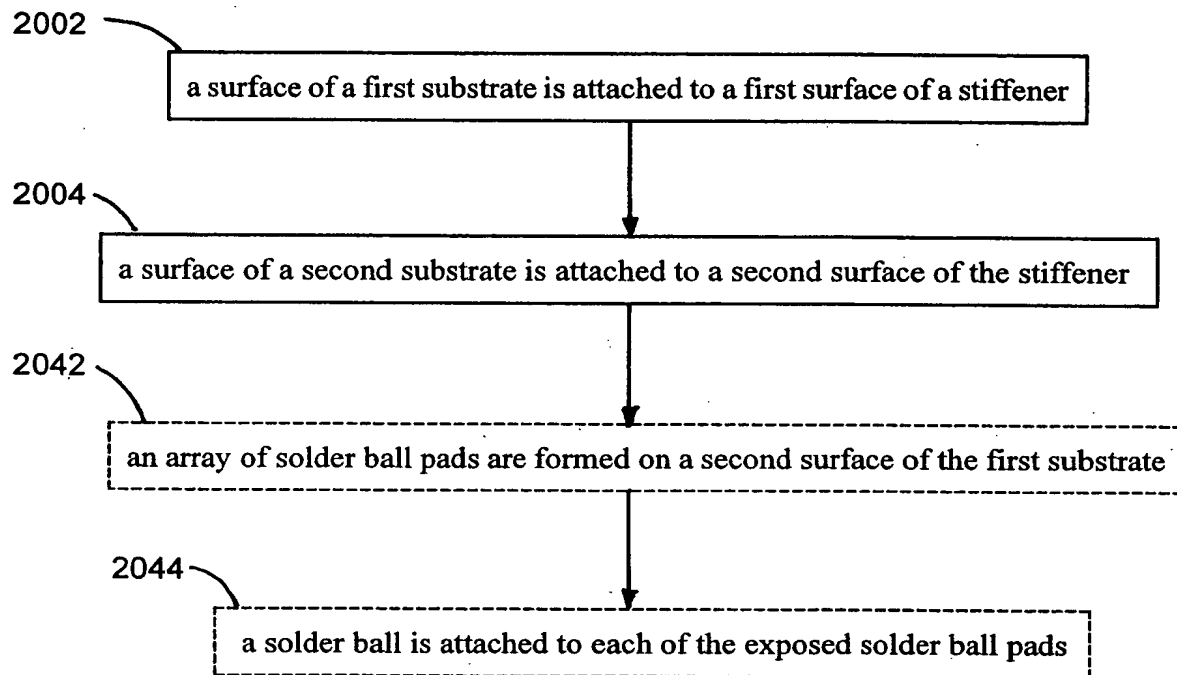 2002
a surface of a first substrate is attached to a first surface of a stiffener
2004
a surface of a second substrate is attached to a second surface of the stiffener
2042
an array of solder ball pads are formed on a second surface of the first substrate
2044
a solder ball is attached to each of the exposed solder ball pads